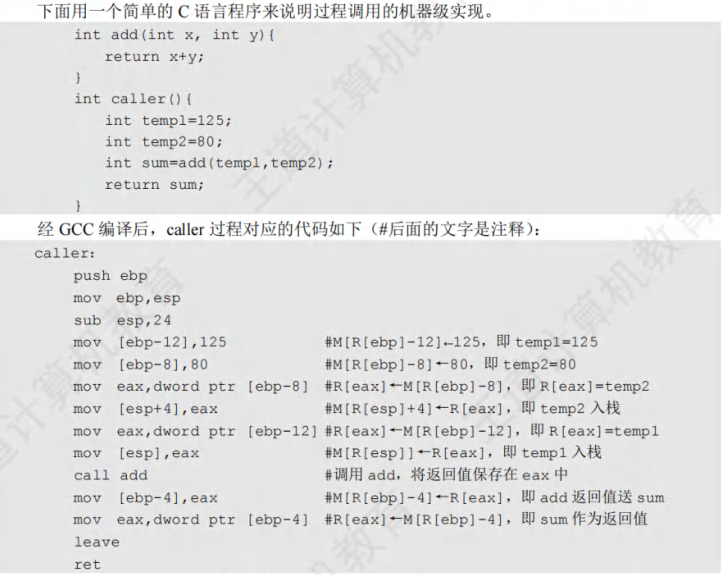 下面用一个简单的 C 语言程序来说明过程调用的机器级实现。
int add(int x, int y){
return x+y;
}
int caller(){
int temp1=125;
int temp2=80;
int sum=add(temp1,temp2);
return sum;
}
经 GCC 编译后，caller 过程对应的代码如下（#后面的文字是注释）：
caller:
push ebp
mov ebp,esp
sub esp,24
mov [ebp-12],125 #M[R[ebp]-12]←125，即 temp1=125
mov [ebp-8],80 #M[R[ebp]-8]←80，即 temp2=80
mov eax,dword ptr [ebp-8] #R[eax]←M[R[ebp]-8]，即 R[eax]=temp2
mov [esp+4],eax #M[R[esp]+4]←R[eax]，即 temp2 入栈
mov eax,dword ptr [ebp-12] #R[eax]←M[R[ebp]-12]，即 R[eax]=temp1
mov [esp],eax #M[R[esp]]←R[eax]，即 temp1 入栈
call add #调用 add，将返回值保存在 eax 中
mov [ebp-4],eax #M[R[ebp]-4]←R[eax]，即 add 返回值送 sum
mov eax,dword ptr [ebp-4] #R[eax]←M[R[ebp]-4]，即 sum 作为返回值
leave
ret
王道计算机教育